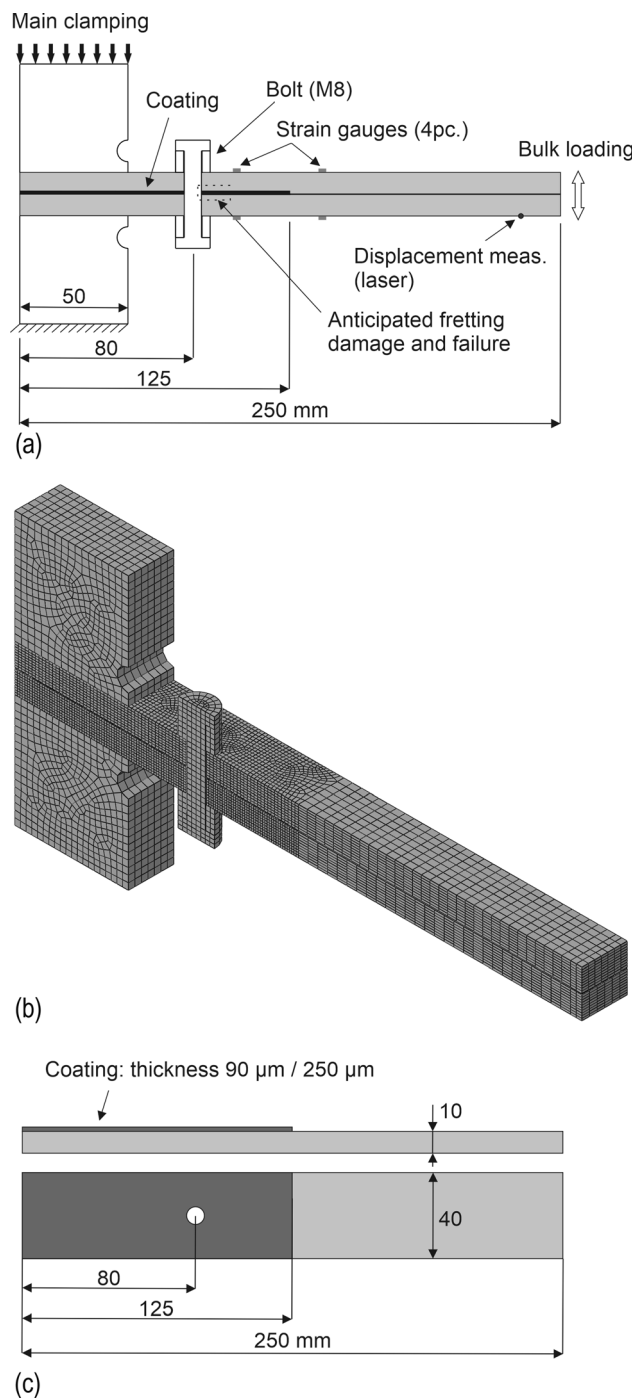 Main clamping
Coating
Bolt (M8)
Strain gauges (4pc.)
Bulk loading
Displacement meas.
(laser)
50
Anticipated fretting
damage and failure
80
125
250 mm
(a)
(b)
Coating: thickness 90 µm / 250 µm
10
40
80
125
250 mm
(c)